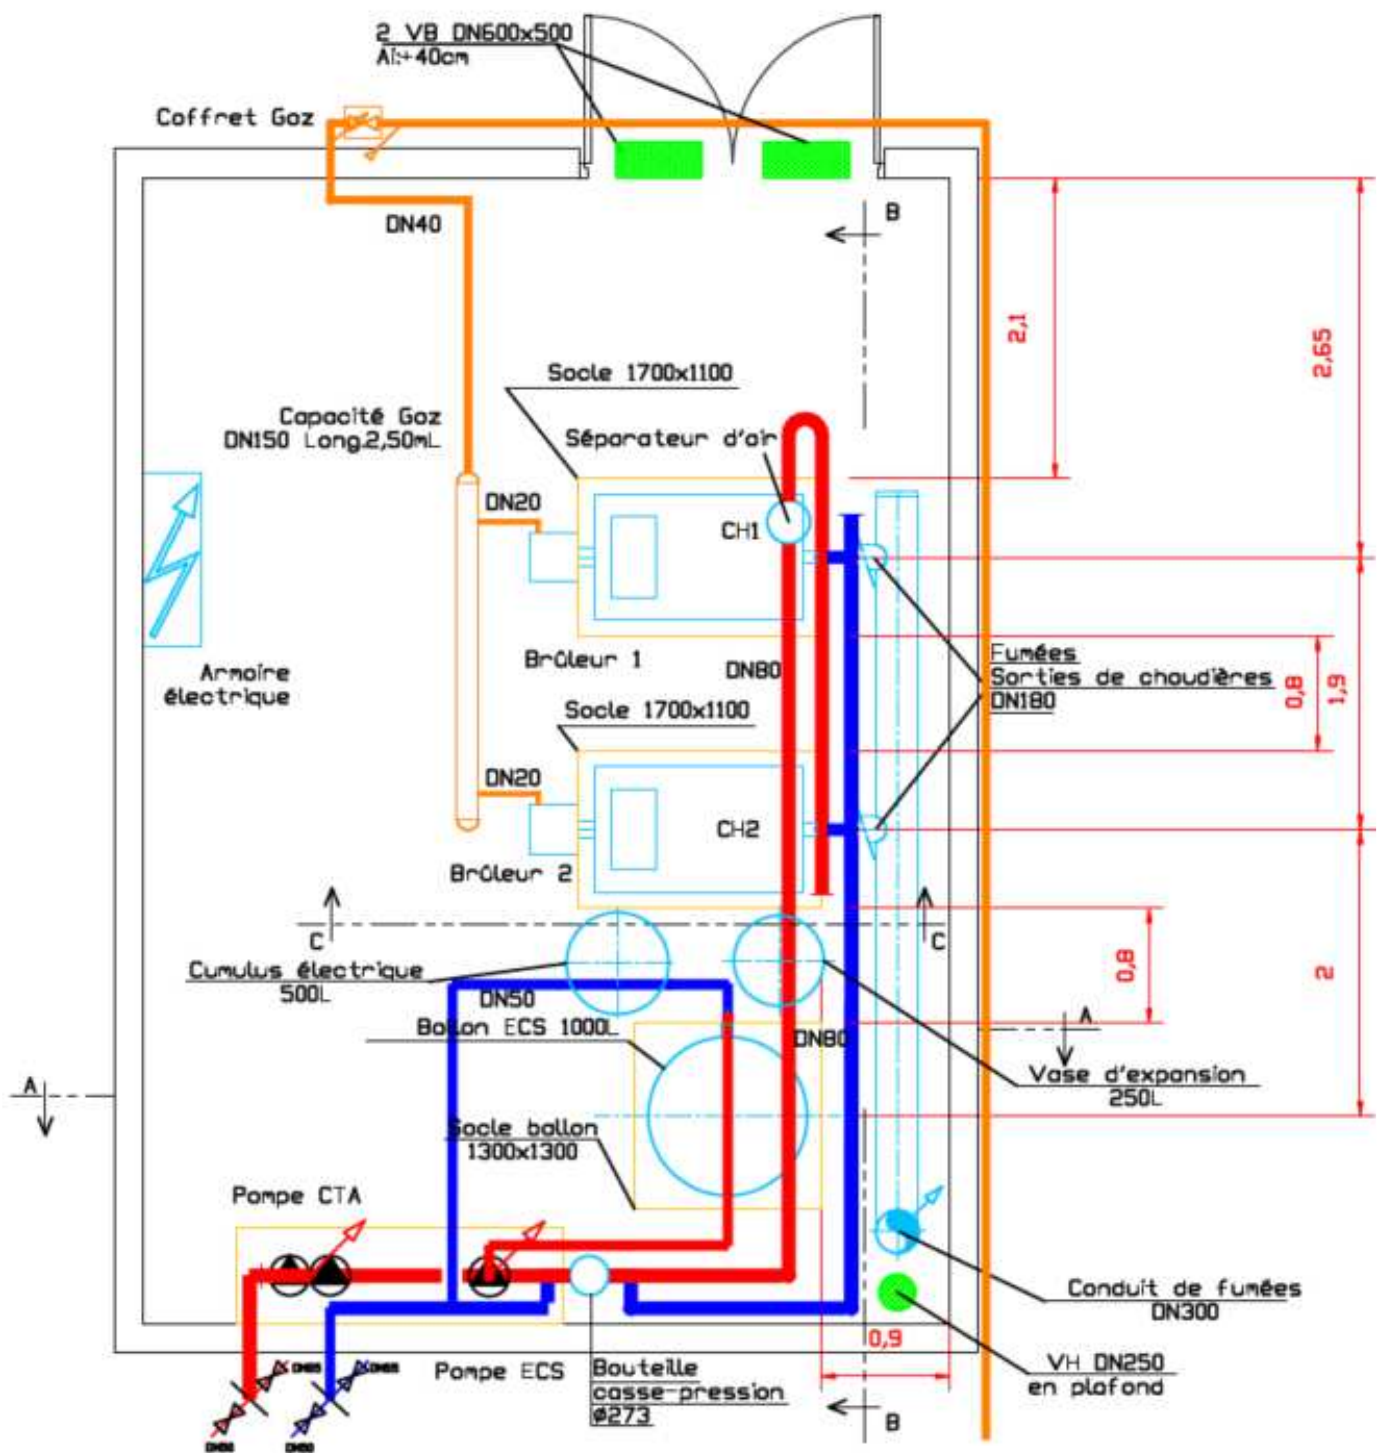 2 VB DN600x500
Ai:+40cm
Coffret Goz
DN40
B
2,1
2,65
Socle 1700x1100
Capacité Goz
DN150 Long.2,50mL
Séparateur d'air
DN20
CH1
Armoire
électrique
Brûleur 1
DN80
Fumées
Sorties de chaudières
DN180
0,8
1,9
Socle 1700x1100
DN20
CH2
Brûleur 2
C
C
Cumulus électrique
500L
DN50
Ballon ECS 1000L
DN80
0,8
2
A
A
Vase d'expansion
250L
Socle ballon
1300x1300
Pompe CTA
Conduit de fumées
DN300
0,9
Pompe ECS
Bouteille
casse-pression
ø273
VH DN250
en plafond
B